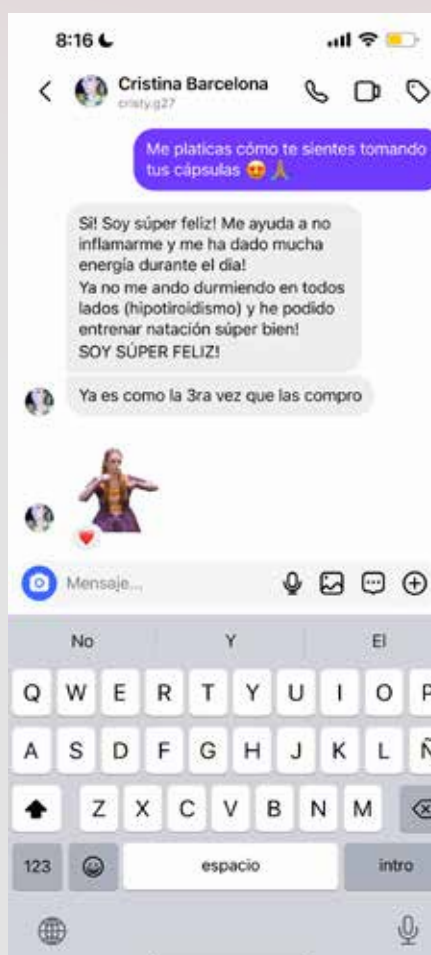 8:16
Cristina Barcelona
cristy.g27
Me platicas cómo te sientes tomando
tus cápsulas 😍🙏
Si! Soy súper feliz! Me ayuda a no
inflamarme y me ha dado mucha
energía durante el dia!
Ya no me ando durmiendo en todos
lados (hipotiroidismo) y he podido
entrenar natación súper bien!
SOY SÚPER FELIZ!
Ya es como la 3ra vez que las compro
Mensaje...
No Y El
Q W E R T Y U I O P
A S D F G H J K L Ñ
Z X C V B N M
123 espacio intro